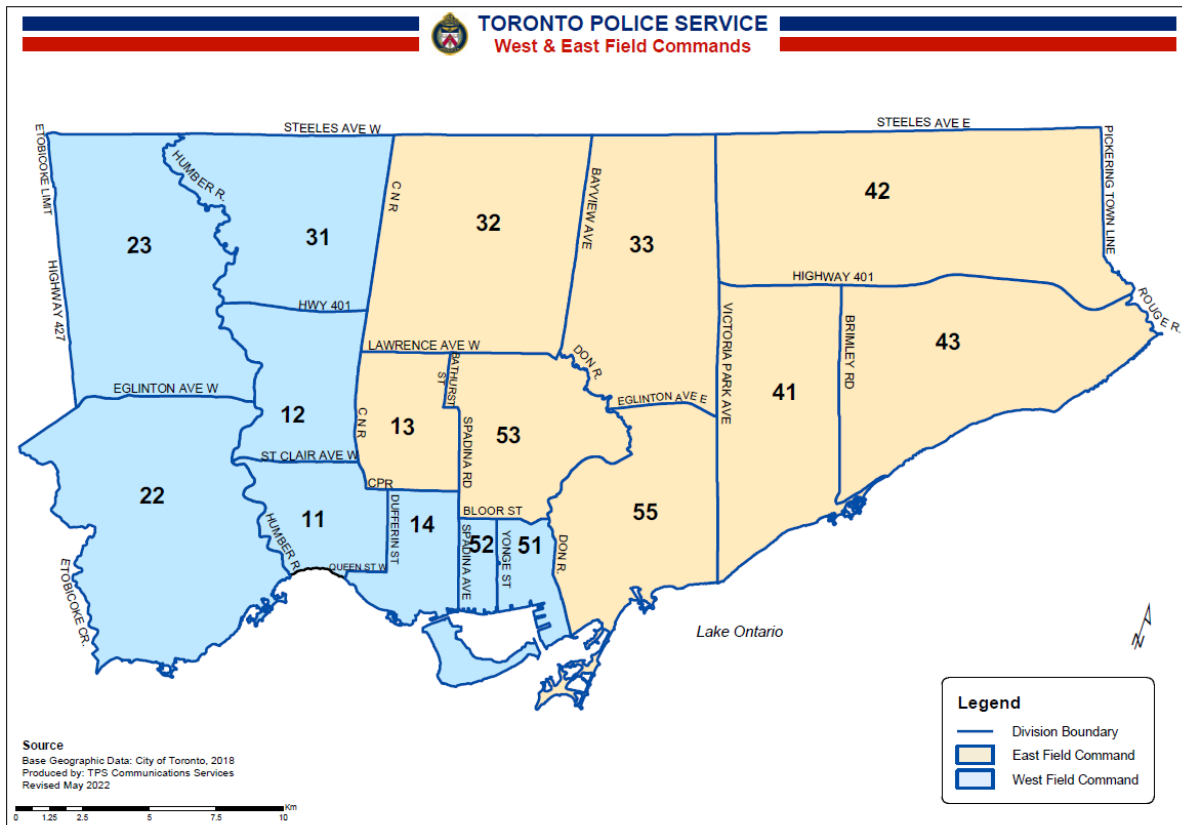 TORONTO POLICE SERVICE
West & East Field Commands
STEELES AVE W
STEELES AVE E
ETOBICOKE LIMIT
HUMBER R.
C N R
BAYVIEW AVE
PICKERING TOWN LINE
42
32
33
31
23
HIGHWAY 427
HIGHWAY 401
HWY 401
ROUGE R.
VICTORIA PARK AVE
BRIMLEY RD
43
LAWRENCE AVE W
BATHURST ST
DON R.
EGLINTON AVE W
EGLINTON AVE E
41
12
C N R
13
53
SPADINA RD
ST CLAIR AVE W
CPR
22
11
HUMBER R.
DUFFERIN ST
14
BLOOR ST
55
52
51
SPADINA AVE
YONGE ST
DON R.
QUEEN ST W
ETOBICOKE CR.
Lake Ontario
N
Legend
Division Boundary
East Field Command
West Field Command
Source
Base Geographic Data: City of Toronto, 2018
Produced by: TPS Communications Services
Revised May 2022
Km
0 1.25 2.5 5 7.5 10